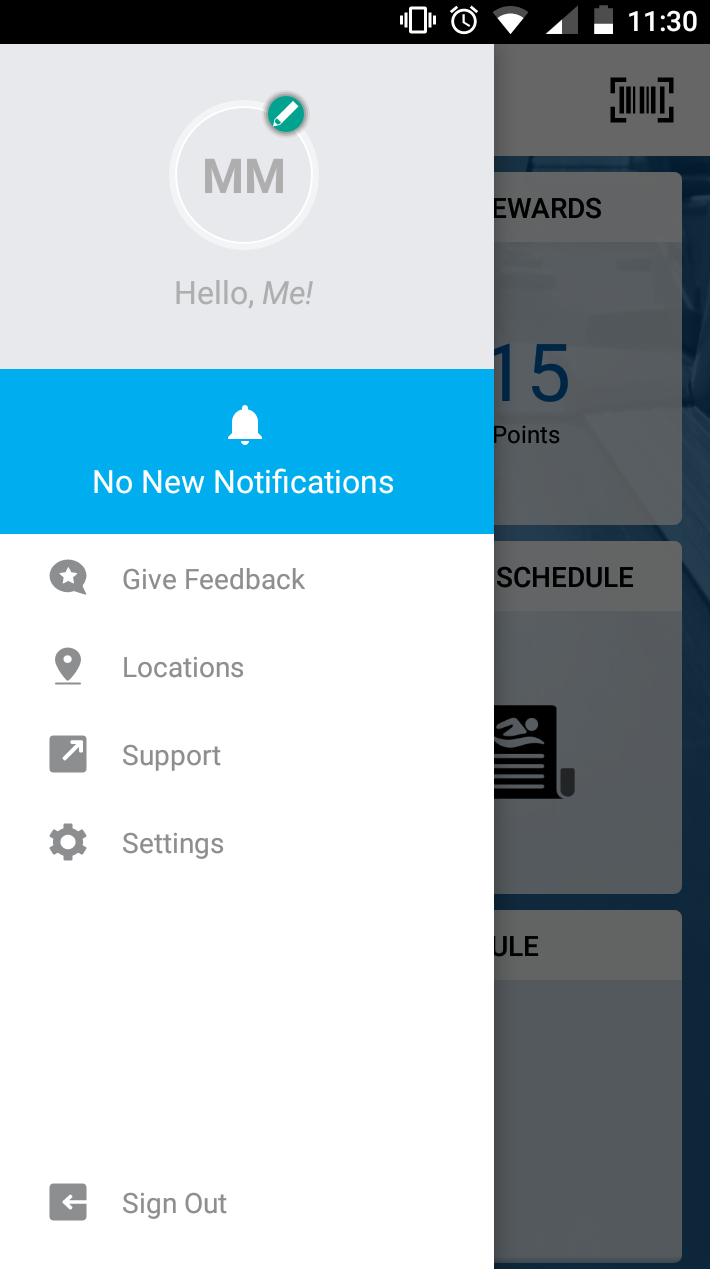 11:30
MM
Hello, Me!
No New Notifications
Give Feedback
Locations
Support
Settings
Sign Out
EWARDS
15
Points
SCHEDULE
ULE